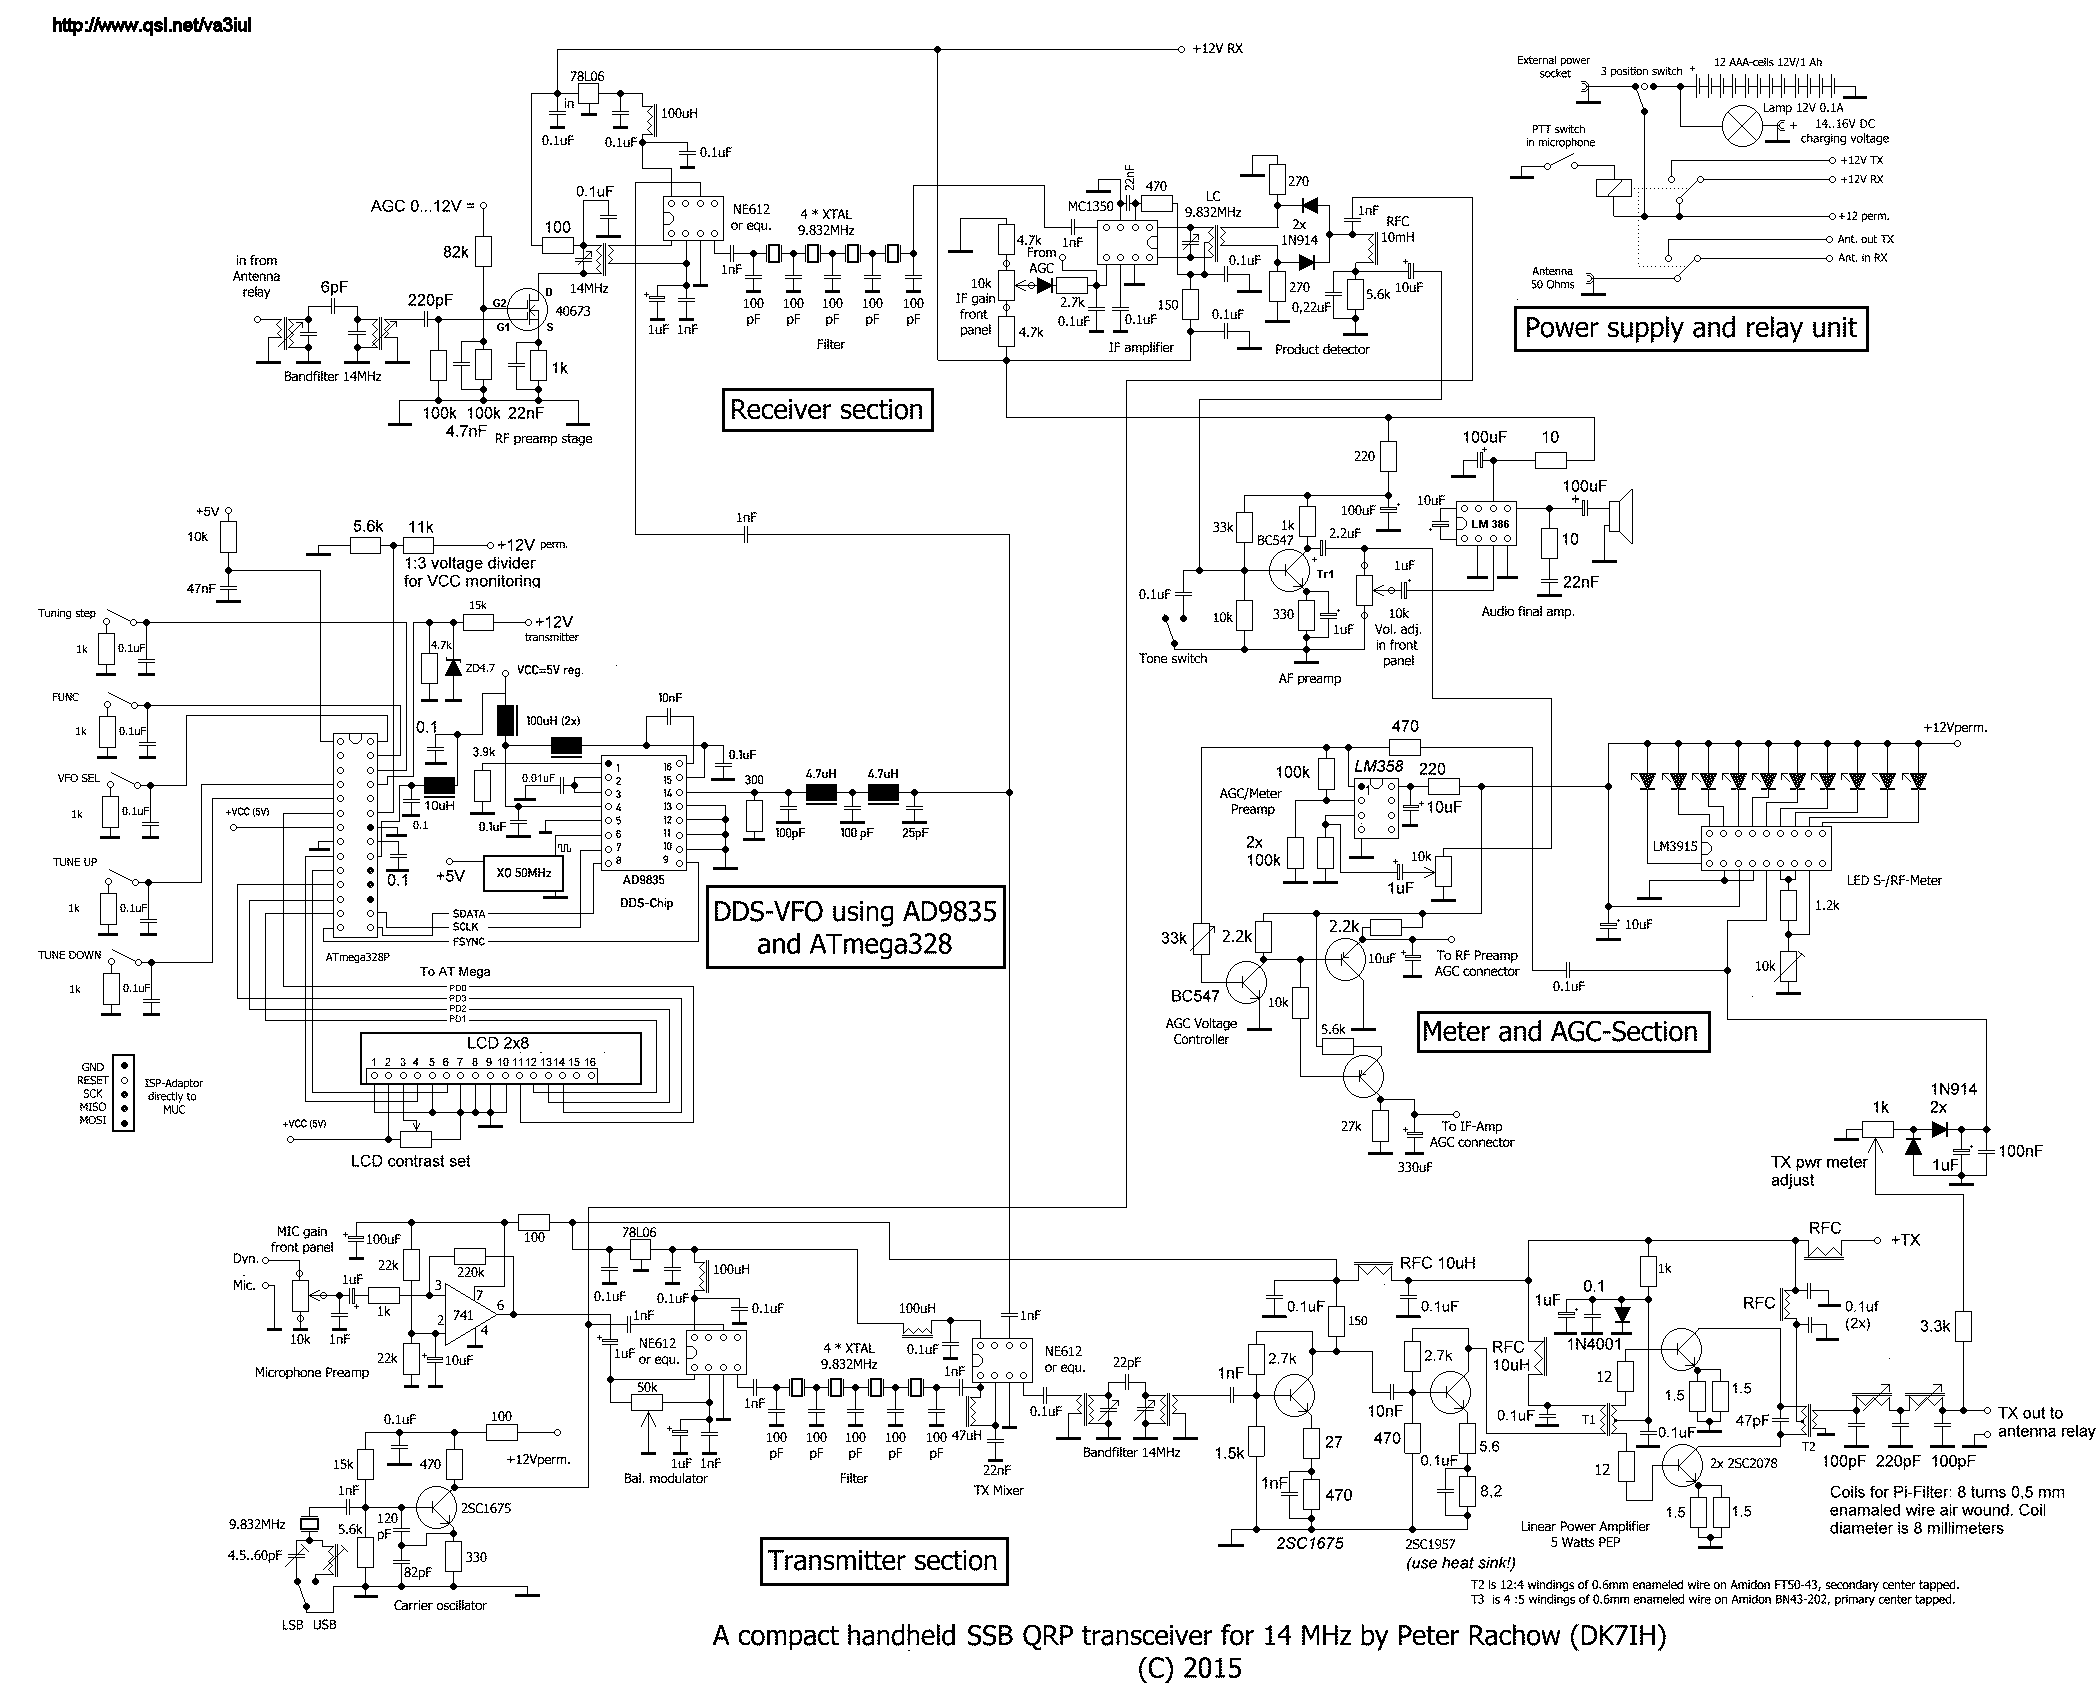 http://www.qsl.net/va3iul
+12V RX
78L06
in
0.1uF
0.1uF
100uH
0.1uF
AGC 0...12V =
82k
100
0.1uF
14MHz
NE612
or equ.
4 * XTAL
9.832MHz
in from
Antenna
relay
6pF
220pF
G2
G1
D
S
40673
Bandfilter 14MHz
1k
100k
100k
22nF
4.7nF
RF preamp stage
1uF
1nF
1nF
100
pF
100
pF
100
pF
100
pF
100
pF
Filter
Receiver section
4.7k
10k
IF gain
front
panel
4.7k
From
AGC
2.7k
0.1uF
0.1uF
1nF
MC1350
22nF
470
LC
9.832MHz
150
0.1uF
0.1uF
IF amplifier
270
2x
1N914
270
0,22uF
5.6k
1nF
RFC
10mH
10uF
Product detector
External power
socket
3 position switch
+
12 AAA-cells 12V/1 Ah
Lamp 12V 0.1A
+
14..16V DC
charging voltage
PTT switch
in microphone
+12V TX
+12V RX
+12 perm.
Ant. out TX
Ant. in RX
Antenna
50 Ohms
Power supply and relay unit
220
100uF
33k
1k
BC547
2.2uF
Tr1
0.1uF
10k
330
1uF
1uF
10k
Vol. adj.
in front
panel
Tone switch
AF preamp
100uF
10
10uF
LM 386
100uF
10
22nF
Audio final amp.
+5V
10k
47nF
5.6k
11k
+12V perm.
1:3 voltage divider
for VCC monitoring
15k
+12V
transmitter
4.7k
ZD4.7
VCC=5V reg.
Tuning step
1k
0.1uF
FUNC
1k
0.1uF
VFO SEL
1k
0.1uF
TUNE UP
1k
0.1uF
TUNE DOWN
1k
0.1uF
+VCC (5V)
0.1
10uH
0.1
0.1
100uH (2x)
3.9k
0.01uF
0.1uF
10nF
0.1uF
1
2
3
4
5
6
7
8
16
15
14
13
12
11
10
9
AD9835
DDS-Chip
XO 50MHz
+5V
300
4.7uH
4.7uH
100pF
100 pF
25pF
1nF
SDATA
SCLK
FSYNC
ATmega328P
DDS-VFO using AD9835
and ATmega328
To AT Mega
PD0
PD3
PD2
PD1
LCD 2x8
1 2 3 4 5 6 7 8 9 10 11 12 13 14 15 16
+VCC (5V)
LCD contrast set
GND
RESET
SCK
MISO
MOSI
ISP-Adaptor
directly to
MUC
470
100k
LM358
220
AGC/Meter
Preamp
10uF
2x
100k
10k
1uF
33k
2.2k
2.2k
10uF
To RF Preamp
AGC connector
BC547
10k
AGC Voltage
Controller
5.6k
27k
330uF
To IF-Amp
AGC connector
+12Vperm.
LM3915
LED S-/RF-Meter
10uF
1.2k
10k
0.1uF
Meter and AGC-Section
1k
1N914
2x
1uF
100nF
TX pwr meter
adjust
MIC gain
front panel
Dyn.
Mic.
10k
100uF
22k
220k
100
1uF
1k
1nF
3
2
7
741
4
6
22k
10uF
Microphone Preamp
78L06
0.1uF
0.1uF
100uH
0.1uF
1nF
1uF
NE612
or equ.
50k
Bal. modulator
1uF
1nF
1nF
4 * XTAL
9.832MHz
100
pF
100
pF
100
pF
100
pF
100
pF
Filter
100uH
0.1uF
1nF
47uH
22nF
TX Mixer
1nF
NE612
or equ.
0.1uF
22pF
Bandfilter 14MHz
0.1uF
100
470
15k
+12Vperm.
1nF
2SC1675
9.832MHz
4.5..60pF
5.6k
120
pF
82pF
330
LSB USB
Carrier oscillator
Transmitter section
RFC 10uH
0.1uF
0.1uF
150
2.7k
1nF
1.5k
27
1nF
470
2SC1675
2.7k
10nF
470
5.6
0.1uF
8,2
2SC1957
(use heat sink!)
RFC
10uH
1uF
0.1
1N4001
1k
0.1uF
T1
12
12
0.1uF
1.5
1.5
1.5
1.5
2x 2SC2078
47pF
T2
RFC
+TX
RFC
0.1uf
(2x)
3.3k
TX out to
antenna relay
100pF
220pF
100pF
Coils for Pi-Filter: 8 turns 0,5 mm
enamaled wire air wound. Coil
diameter is 8 millimeters
Linear Power Amplifier
5 Watts PEP
T2 is 12:4 windings of 0.6mm enameled wire on Amidon FT50-43, secondary center tapped.
T3 is 4 :5 windings of 0.6mm enameled wire on Amidon BN43-202, primary center tapped.
A compact handheld SSB QRP transceiver for 14 MHz by Peter Rachow (DK7IH)
(C) 2015